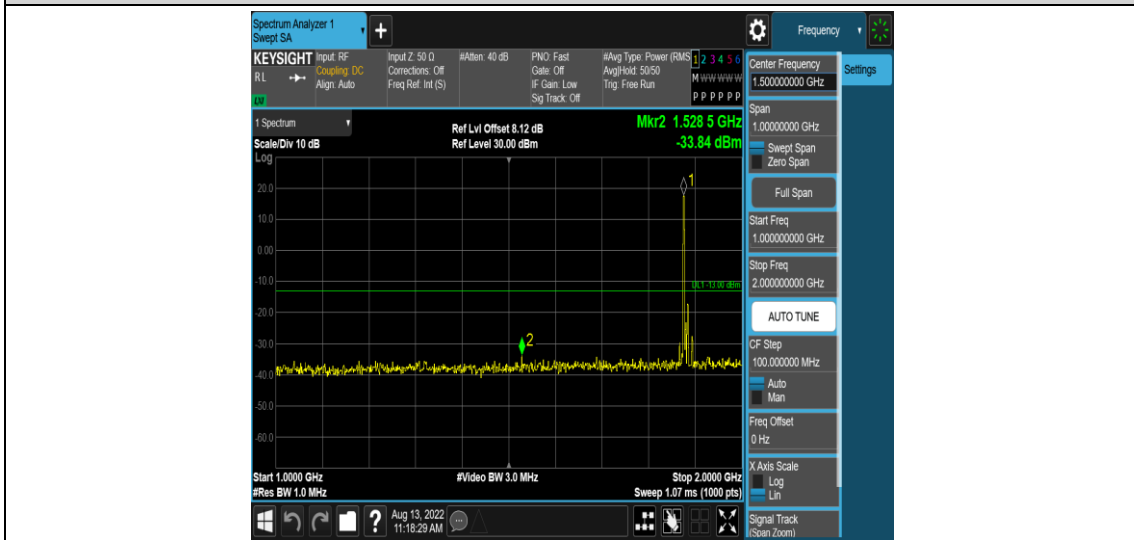 Spectrum Analyzer 1
Swept SA
+
Frequency
KEYSIGHT
RL
LXI
Input: RF
Coupling: DC
Align: Auto
Input Z: 50 Ω
Corrections: Off
Freq Ref: Int (S)
#Atten: 40 dB
PNO: Fast
Gate: Off
IF Gain: Low
Sig Track: Off
#Avg Type: Power (RMS
Avg|Hold: 50/50
Trig: Free Run
1 2 3 4 5 6
M W W W W W
P P P P P P
1 Spectrum
Scale/Div 10 dB
Log
Ref Lvl Offset 8.12 dB
Ref Level 30.00 dBm
Mkr2 1.528 5 GHz
-33.84 dBm
20.0
10.0
0.00
-10.0
-20.0
-30.0
-40.0
-50.0
-60.0
1
2
DL1 -13.00 dBm
Start 1.0000 GHz
#Res BW 1.0 MHz
#Video BW 3.0 MHz
Stop 2.0000 GHz
Sweep 1.07 ms (1000 pts)
?
Aug 13, 2022
11:18:29 AM
Center Frequency
1.500000000 GHz
Settings
Span
1.00000000 GHz
Swept Span
Zero Span
Full Span
Start Freq
1.000000000 GHz
Stop Freq
2.000000000 GHz
AUTO TUNE
CF Step
100.000000 MHz
Auto
Man
Freq Offset
0 Hz
X Axis Scale
Log
Lin
Signal Track
(Span Zoom)